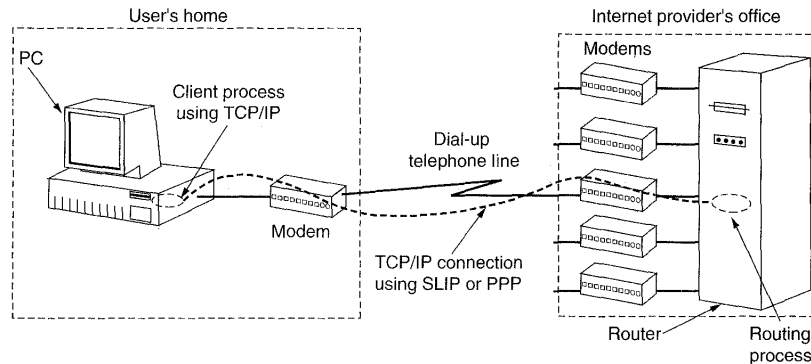 User's home
Internet provider's office
PC
Client process
using TCP/IP
Modems
Dial-up
telephone line
Modem
TCP/IP connection
using SLIP or PPP
Router
Routing
process